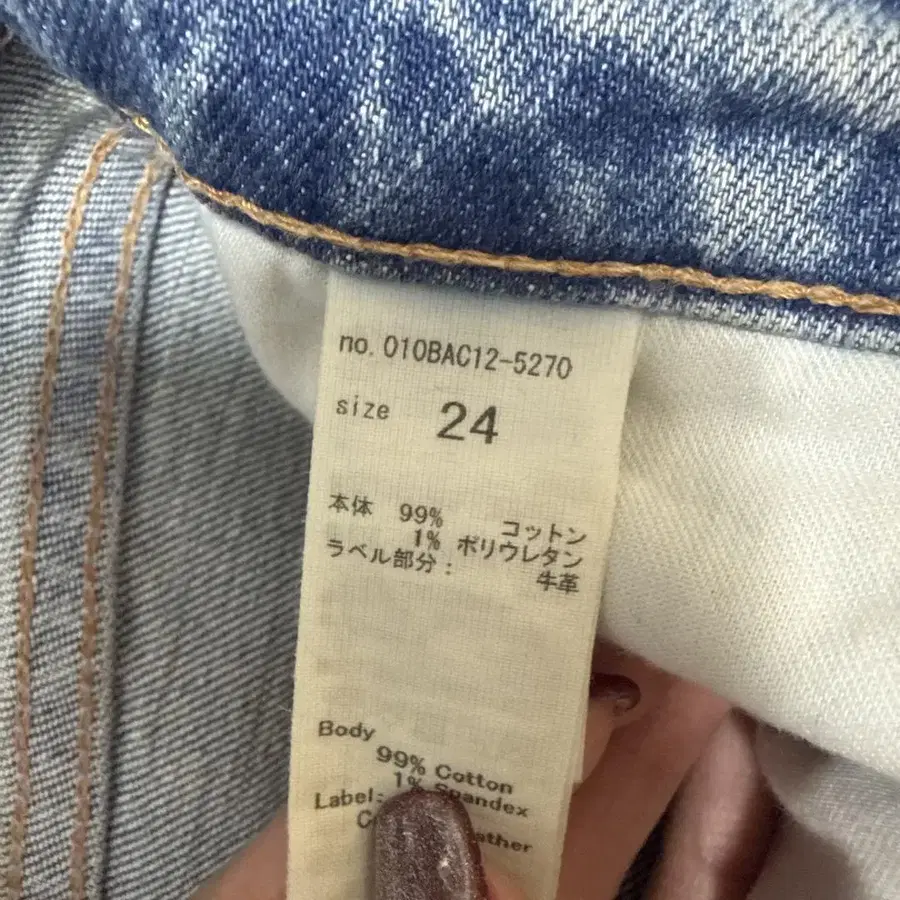 no. 010BAC12-5270
size 24
本体 99% コットン
1% ポリウレタン
ラベル部分: 牛革
Body
99% Cotton
1% Spandex
Label: